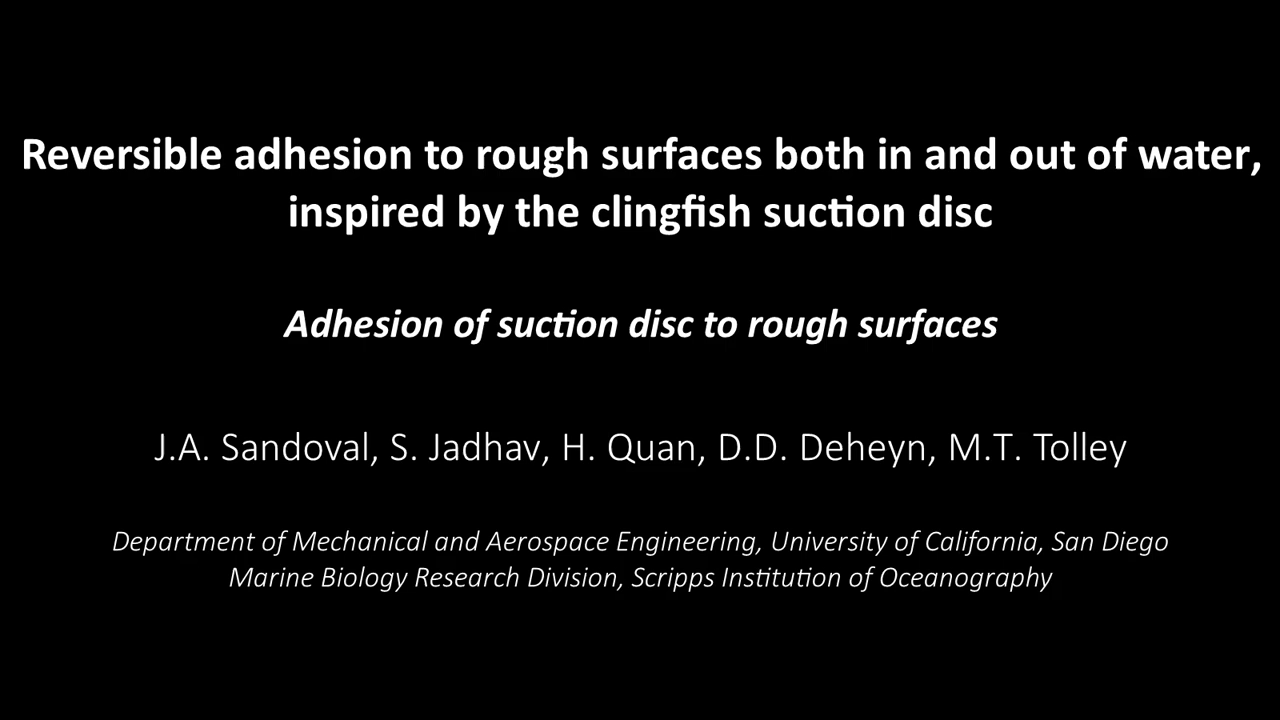 Reversible adhesion to rough surfaces both in and out of water,
inspired by the clingfish suction disc
Adhesion of suction disc to rough surfaces
J.A. Sandoval, S. Jadhav, H. Quan, D.D. Deheyn, M.T. Tolley
Department of Mechanical and Aerospace Engineering, University of California, San Diego
Marine Biology Research Division, Scripps Institution of Oceanography